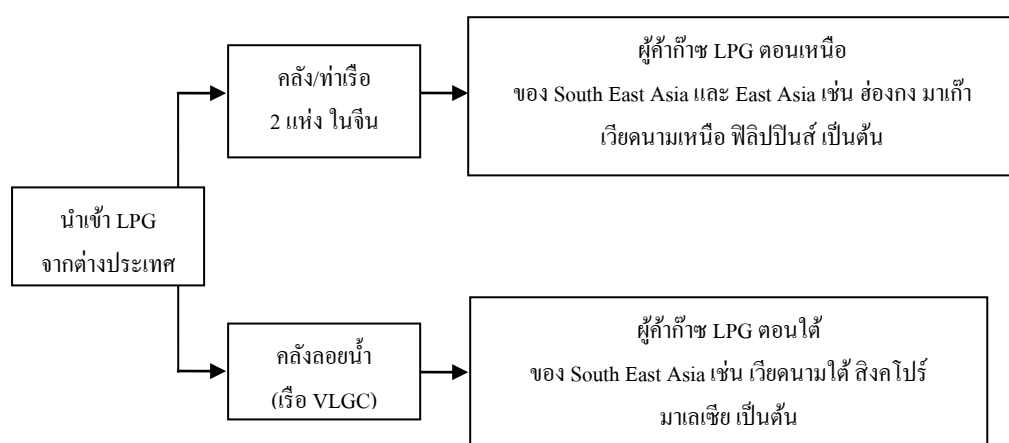 นำเข้า LPG
จากต่างประเทศ
คลัง/ท่าเรือ
2 แห่ง ในจีน
ผู้ค้าก๊าซ LPG ตอนเหนือ
ของ South East Asia และ East Asia เช่น ฮ่องกง มาเก๊า
เวียดนามเหนือ ฟิลิปปินส์ เป็นต้น
คลังลอยน้ำ
(เรือ VLGC)
ผู้ค้าก๊าซ LPG ตอนใต้
ของ South East Asia เช่น เวียดนามใต้ สิงคโปร์
มาเลเซีย เป็นต้น